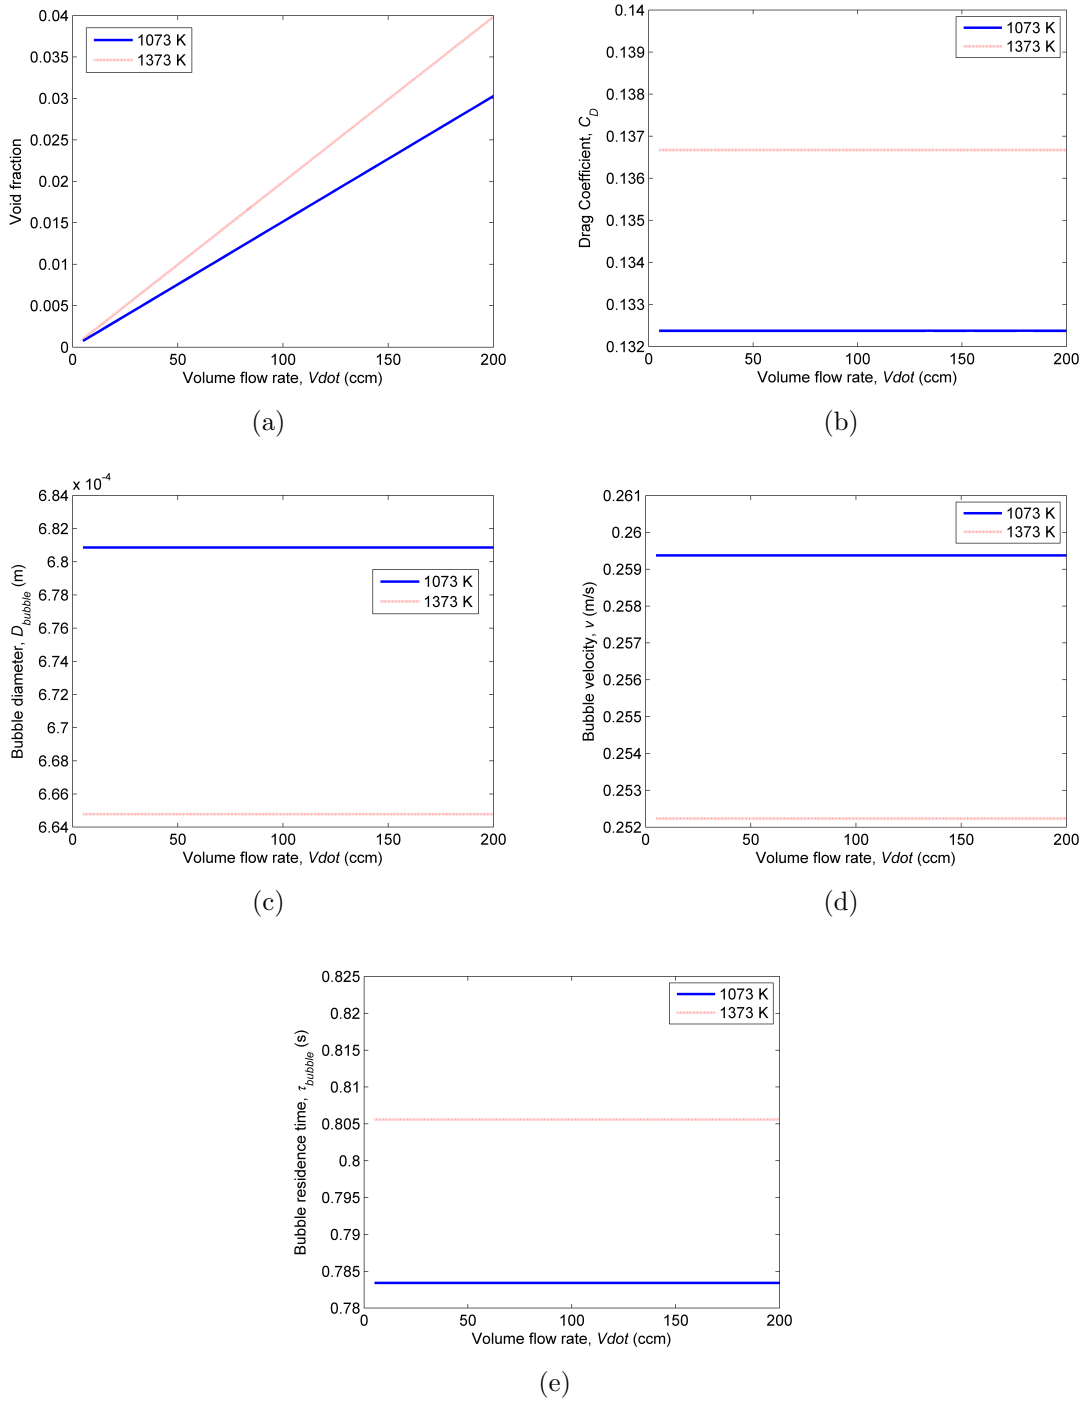 0.04
0.035
0.03
0.025
0.02
0.015
0.01
0.005
0
Void fraction
1073 K
1373 K
0 50 100 150 200
Volume flow rate, Vdot (ccm)
(a)
0.14
0.139
0.138
0.137
0.136
0.135
0.134
0.133
0.132
Drag Coefficient, C_D
1073 K
1373 K
0 50 100 150 200
Volume flow rate, Vdot (ccm)
(b)
x 10^-4
6.84
6.82
6.8
6.78
6.76
6.74
6.72
6.7
6.68
6.66
6.64
Bubble diameter, D_bubble (m)
1073 K
1373 K
0 50 100 150 200
Volume flow rate, Vdot (ccm)
(c)
0.261
0.26
0.259
0.258
0.257
0.256
0.255
0.254
0.253
0.252
Bubble velocity, v (m/s)
1073 K
1373 K
0 50 100 150 200
Volume flow rate, Vdot (ccm)
(d)
0.825
0.82
0.815
0.81
0.805
0.8
0.795
0.79
0.785
0.78
Bubble residence time, τ_bubble (s)
1073 K
1373 K
0 50 100 150 200
Volume flow rate, Vdot (ccm)
(e)